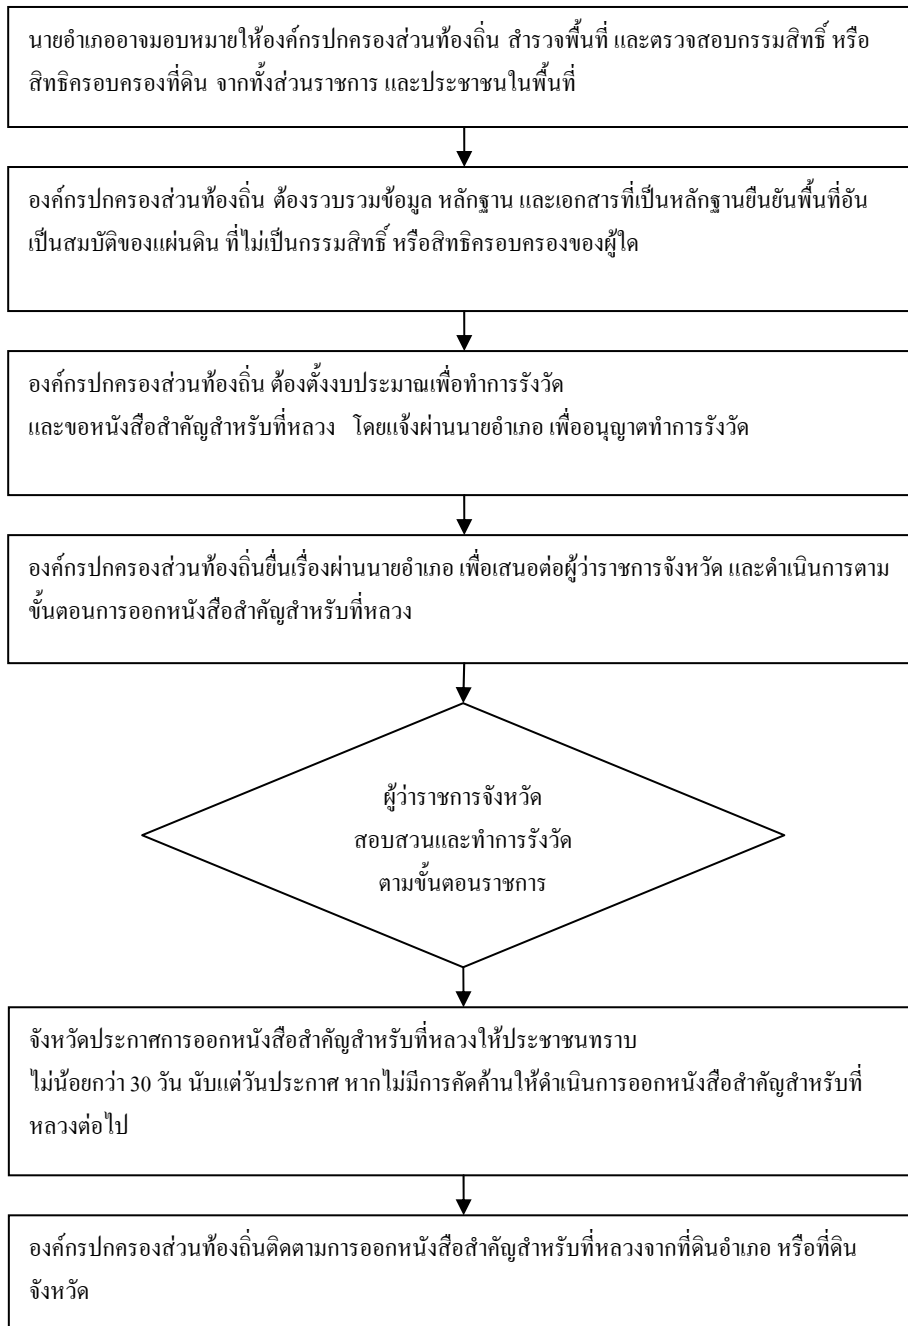 นายอำเภออาจมอบหมายให้องค์กรปกครองส่วนท้องถิ่น สำรวจพื้นที่ และตรวจสอบกรรมสิทธิ์ หรือ
สิทธิครอบครองที่ดิน จากทั้งส่วนราชการ และประชาชนในพื้นที่
องค์กรปกครองส่วนท้องถิ่น ต้องรวบรวมข้อมูล หลักฐาน และเอกสารที่เป็นหลักฐานยืนยันพื้นที่อัน
เป็นสมบัติของแผ่นดิน ที่ไม่เป็นกรรมสิทธิ์ หรือสิทธิครอบครองของผู้ใด
องค์กรปกครองส่วนท้องถิ่น ต้องตั้งงบประมาณเพื่อทำการรังวัด
และขอหนังสือสำคัญสำหรับที่หลวง โดยแจ้งผ่านนายอำเภอ เพื่ออนุญาตทำการรังวัด
องค์กรปกครองส่วนท้องถิ่นยื่นเรื่องผ่านนายอำเภอ เพื่อเสนอต่อผู้ว่าราชการจังหวัด และดำเนินการตาม
ขั้นตอนการออกหนังสือสำคัญสำหรับที่หลวง
ผู้ว่าราชการจังหวัด
สอบสวนและทำการรังวัด
ตามขั้นตอนราชการ
จังหวัดประกาศการออกหนังสือสำคัญสำหรับที่หลวงให้ประชาชนทราบ
ไม่น้อยกว่า 30 วัน นับแต่วันประกาศ หากไม่มีการคัดค้านให้ดำเนินการออกหนังสือสำคัญสำหรับที่
หลวงต่อไป
องค์กรปกครองส่วนท้องถิ่นติดตามการออกหนังสือสำคัญสำหรับที่หลวงจากที่ดินอำเภอ หรือที่ดิน
จังหวัด